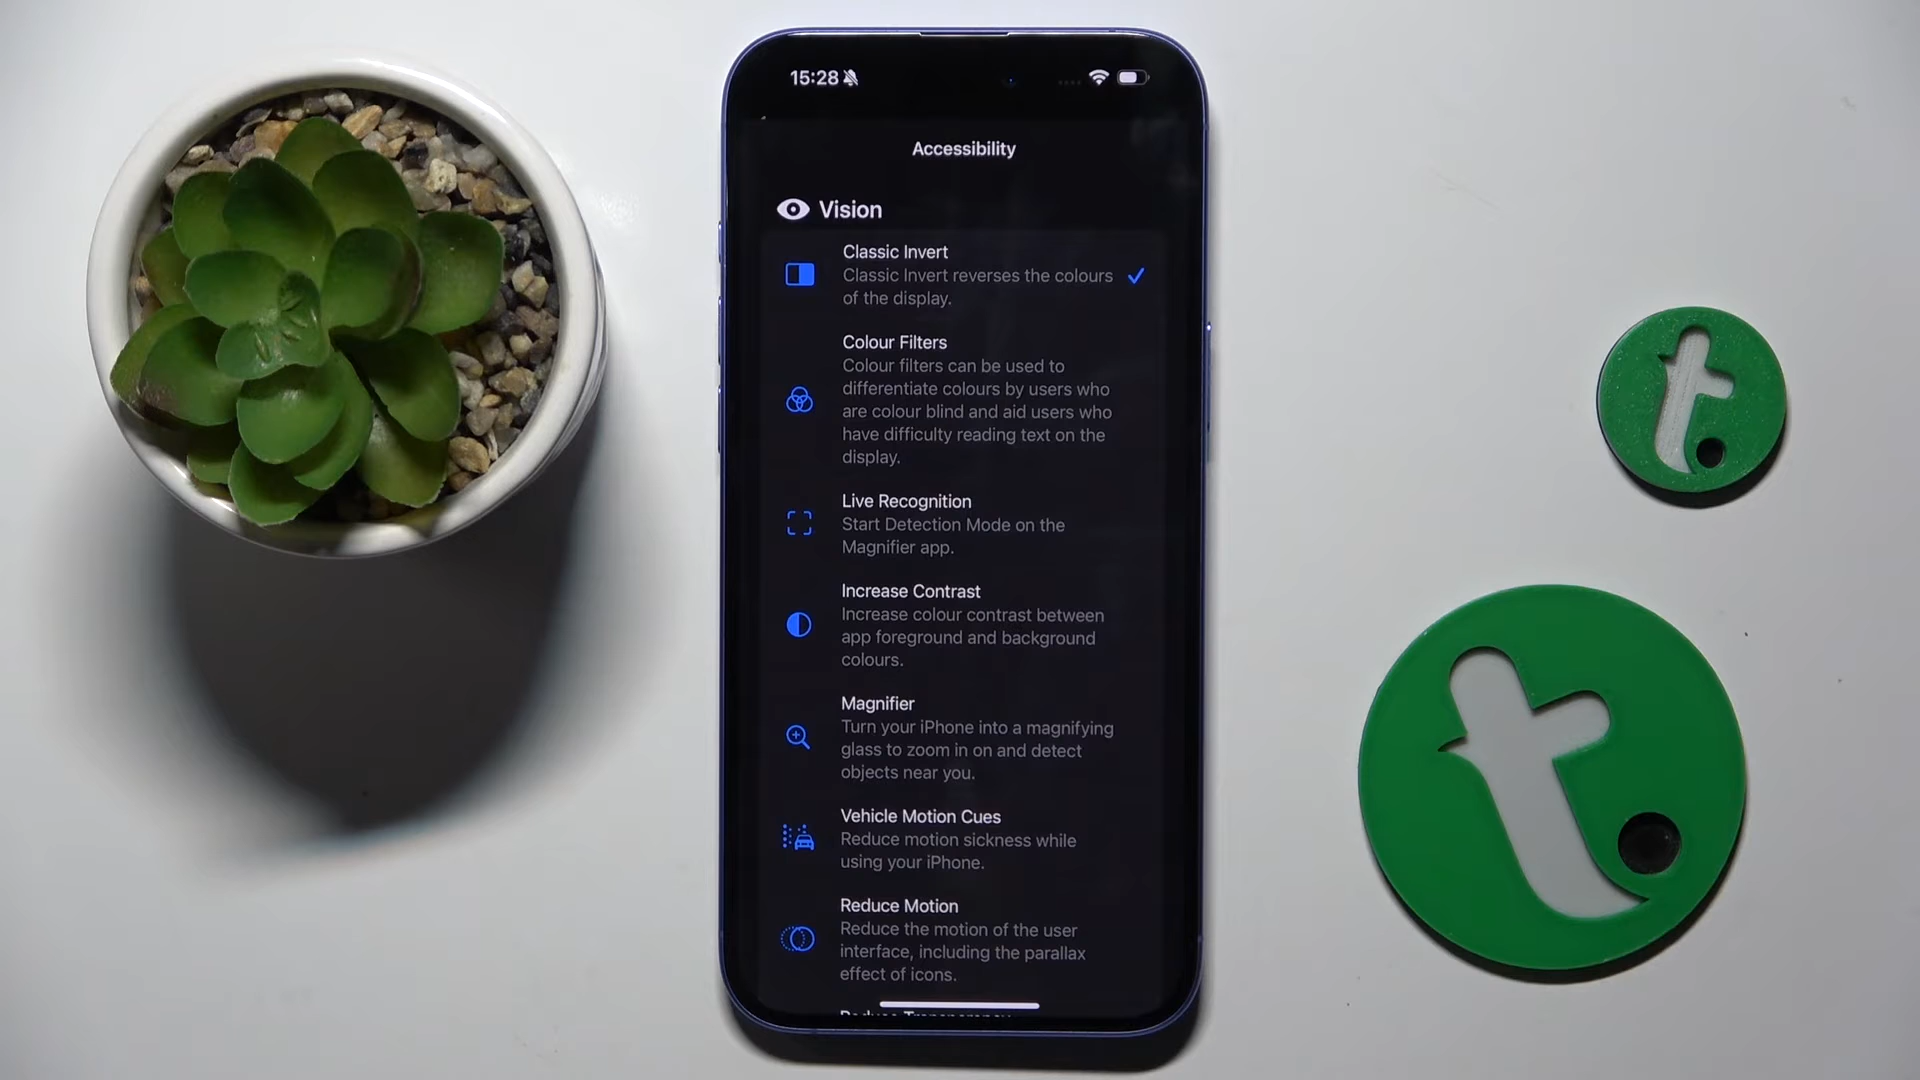 15:28
Accessibility
Vision
Classic Invert
Classic Invert reverses the colours
of the display.
Colour Filters
Colour filters can be used to
differentiate colours by users who
are colour blind and aid users who
have difficulty reading text on the
display.
Live Recognition
Start Detection Mode on the
Magnifier app.
Increase Contrast
Increase colour contrast between
app foreground and background
colours.
Magnifier
Turn your iPhone into a magnifying
glass to zoom in on and detect
objects near you.
Vehicle Motion Cues
Reduce motion sickness while
using your iPhone.
Reduce Motion
Reduce the motion of the user
interface, including the parallax
effect of icons.
Reduce Transparency
t.
t.